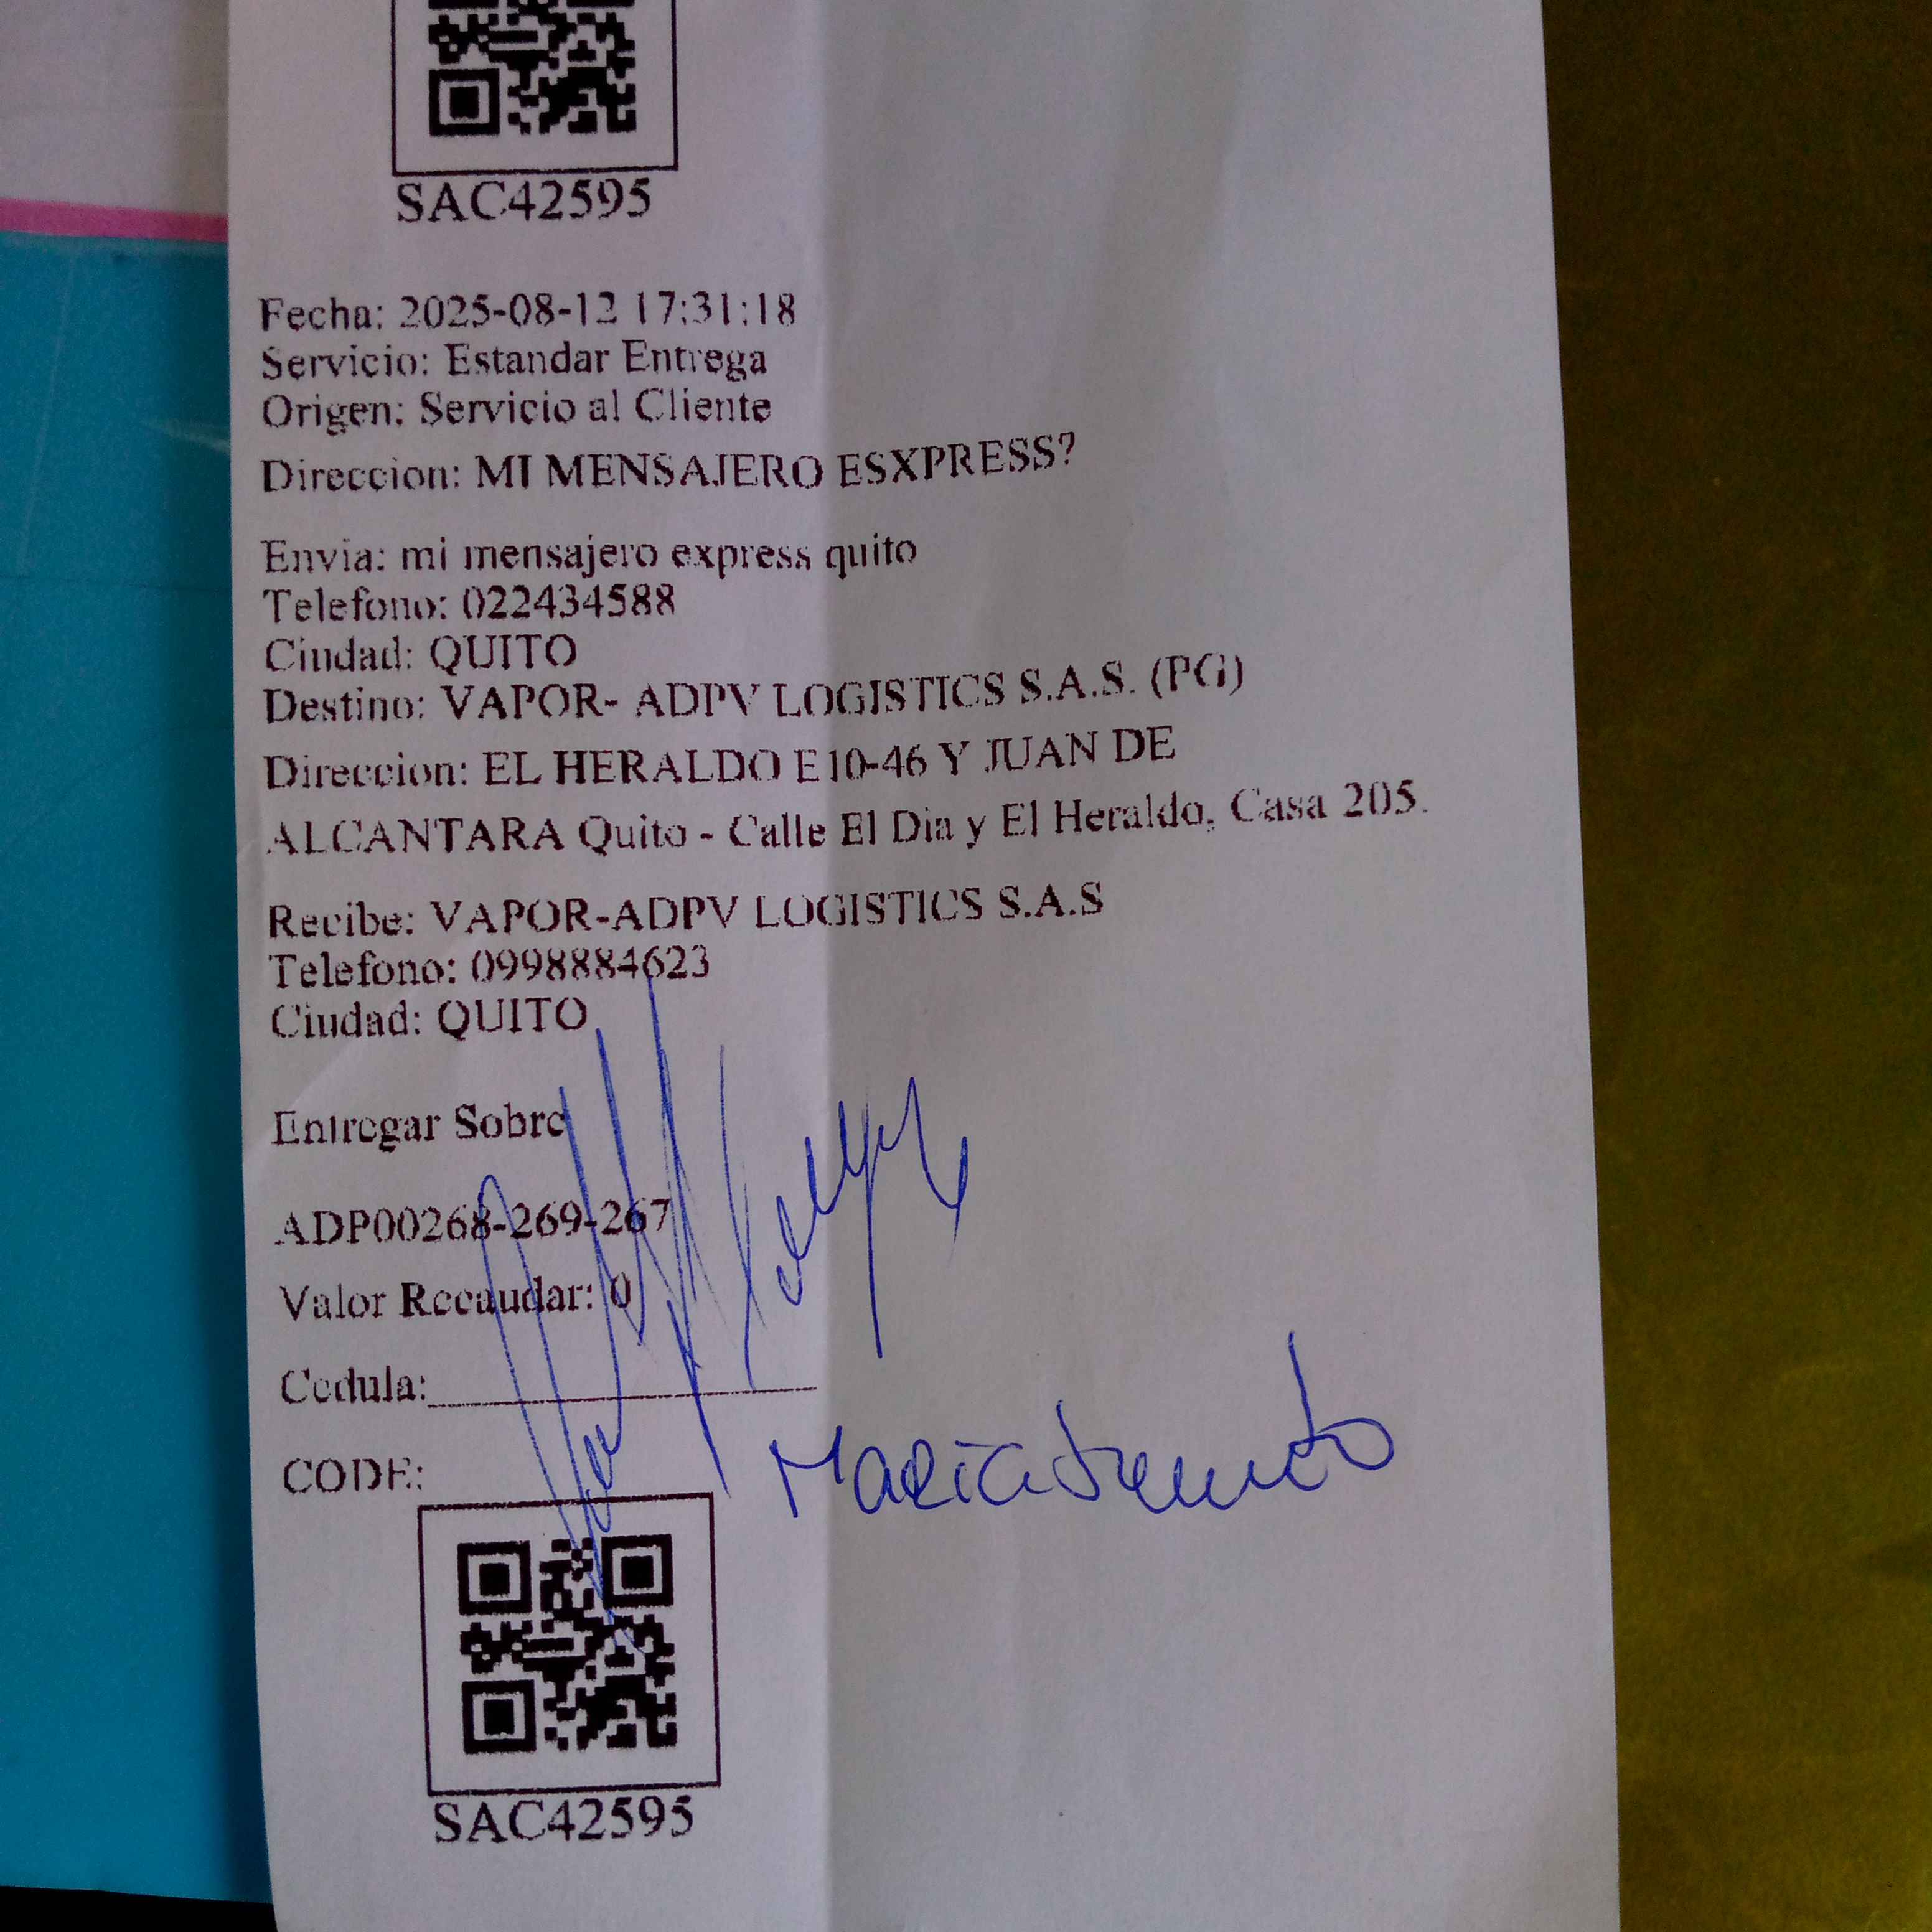 SAC42595
Fecha: 2025-08-12 17:31:18
Servicio: Estandar Entrega
Origen: Servicio al Cliente
Direccion: MI MENSAJERO ESXPRESS?
Envia: mi mensajero express quito
Telefono: 022434588
Ciudad: QUITO
Destino: VAPOR- ADPV LOGISTICS S.A.S. (PG)
Direccion: EL HERALDO E10-46 Y JUAN DE
ALCANTARA Quito - Calle El Dia y El Heraldo, Casa 205.
Recibe: VAPOR-ADPV LOGISTICS S.A.S
Telefono: 0998884623
Ciudad: QUITO
Entregar Sobre
ADP00268-269-267
Valor Recaudar: 0
Cedula:
CODE:
Maria
SAC42595